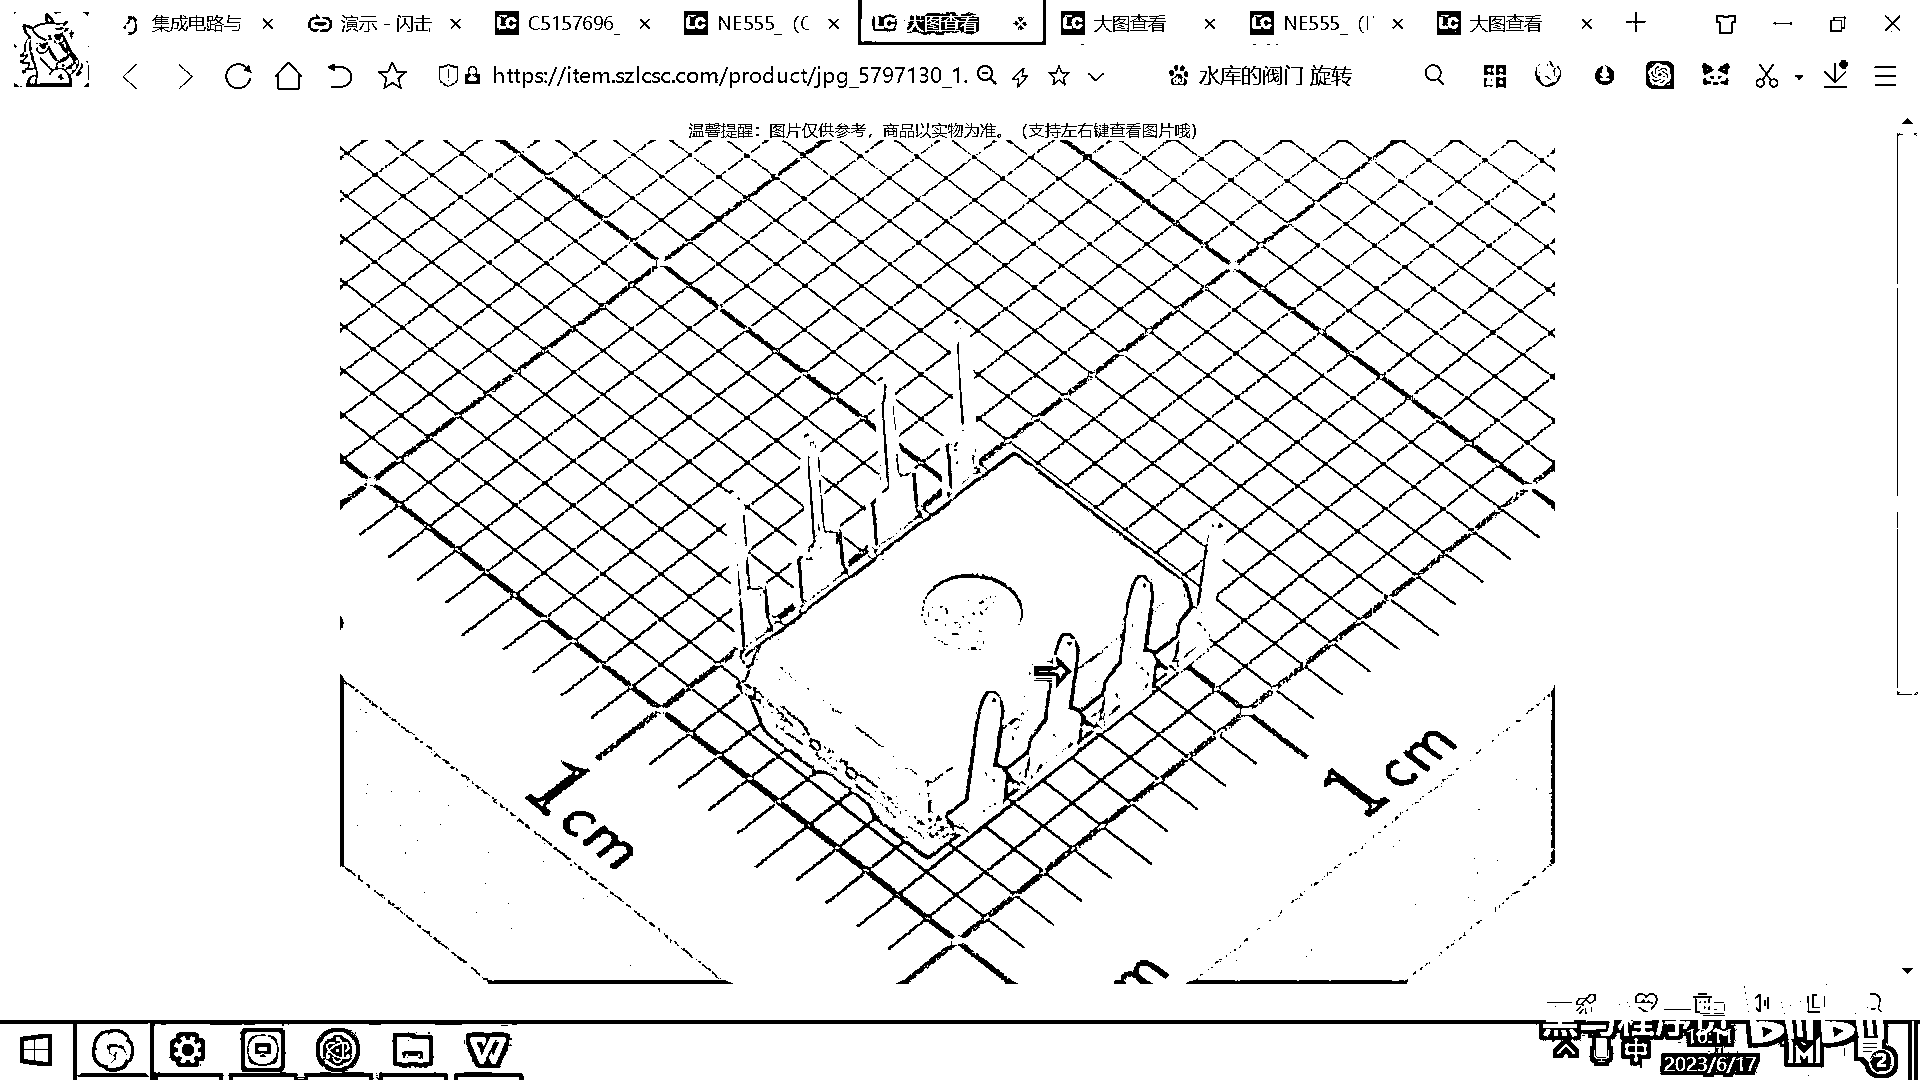 集成电路与
演示 - 闪击
C5157696_
NE555_（C
大图查看
大图查看
NE555_（I
大图查看
https://item.szlcsc.com/product/jpg_5797130_1.
水库的阀门 旋转
温馨提醒：图片仅供参考，商品以实物为准。（支持左右键查看图片哦）
1cm
1cm
m
中
2023/6/17
2